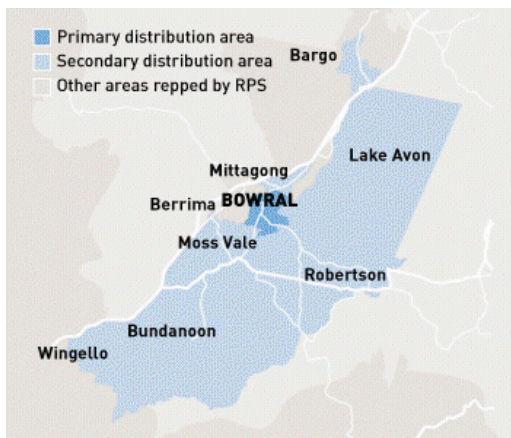 Primary distribution area
Secondary distribution area
Other areas repped by RPS
Bargo
Lake Avon
Mittagong
Berrima
BOWRAL
Moss Vale
Robertson
Bundanoon
Wingello